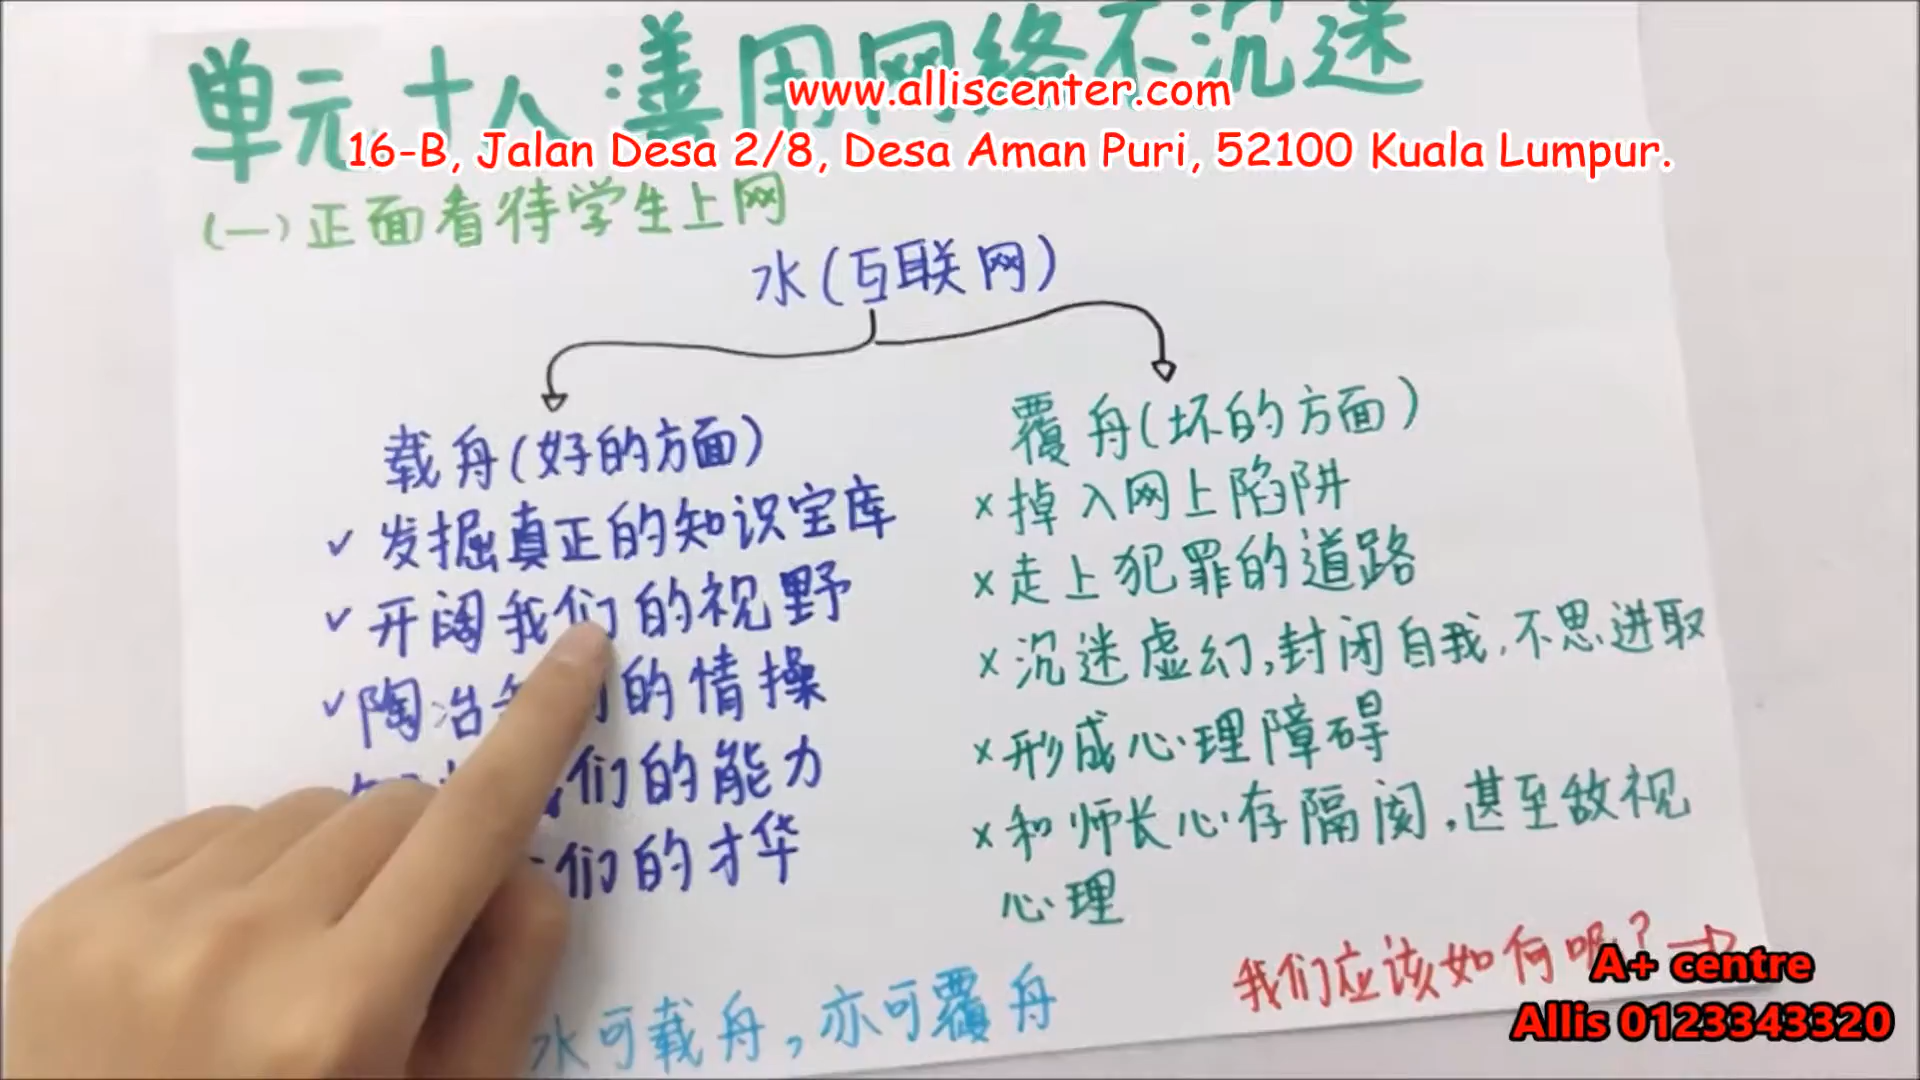 单元十八：善用网络不沉迷
www.alliscenter.com
16-B, Jalan Desa 2/8, Desa Aman Puri, 52100 Kuala Lumpur.
(一)正面看待学生上网
水(互联网)
载舟(好的方面)
✓ 发掘真正的知识宝库
✓ 开阔我们的视野
✓ 陶冶我们的情操
们的能力
们的才华
覆舟(坏的方面)
× 掉入网上陷阱
× 走上犯罪的道路
× 沉迷虚幻,封闭自我,不思进取
× 形成心理障碍
× 和师长心存隔阂,甚至敌视
心理
水可载舟,亦可覆舟
我们应该如何呢?→
A+ centre
Allis 0123343320